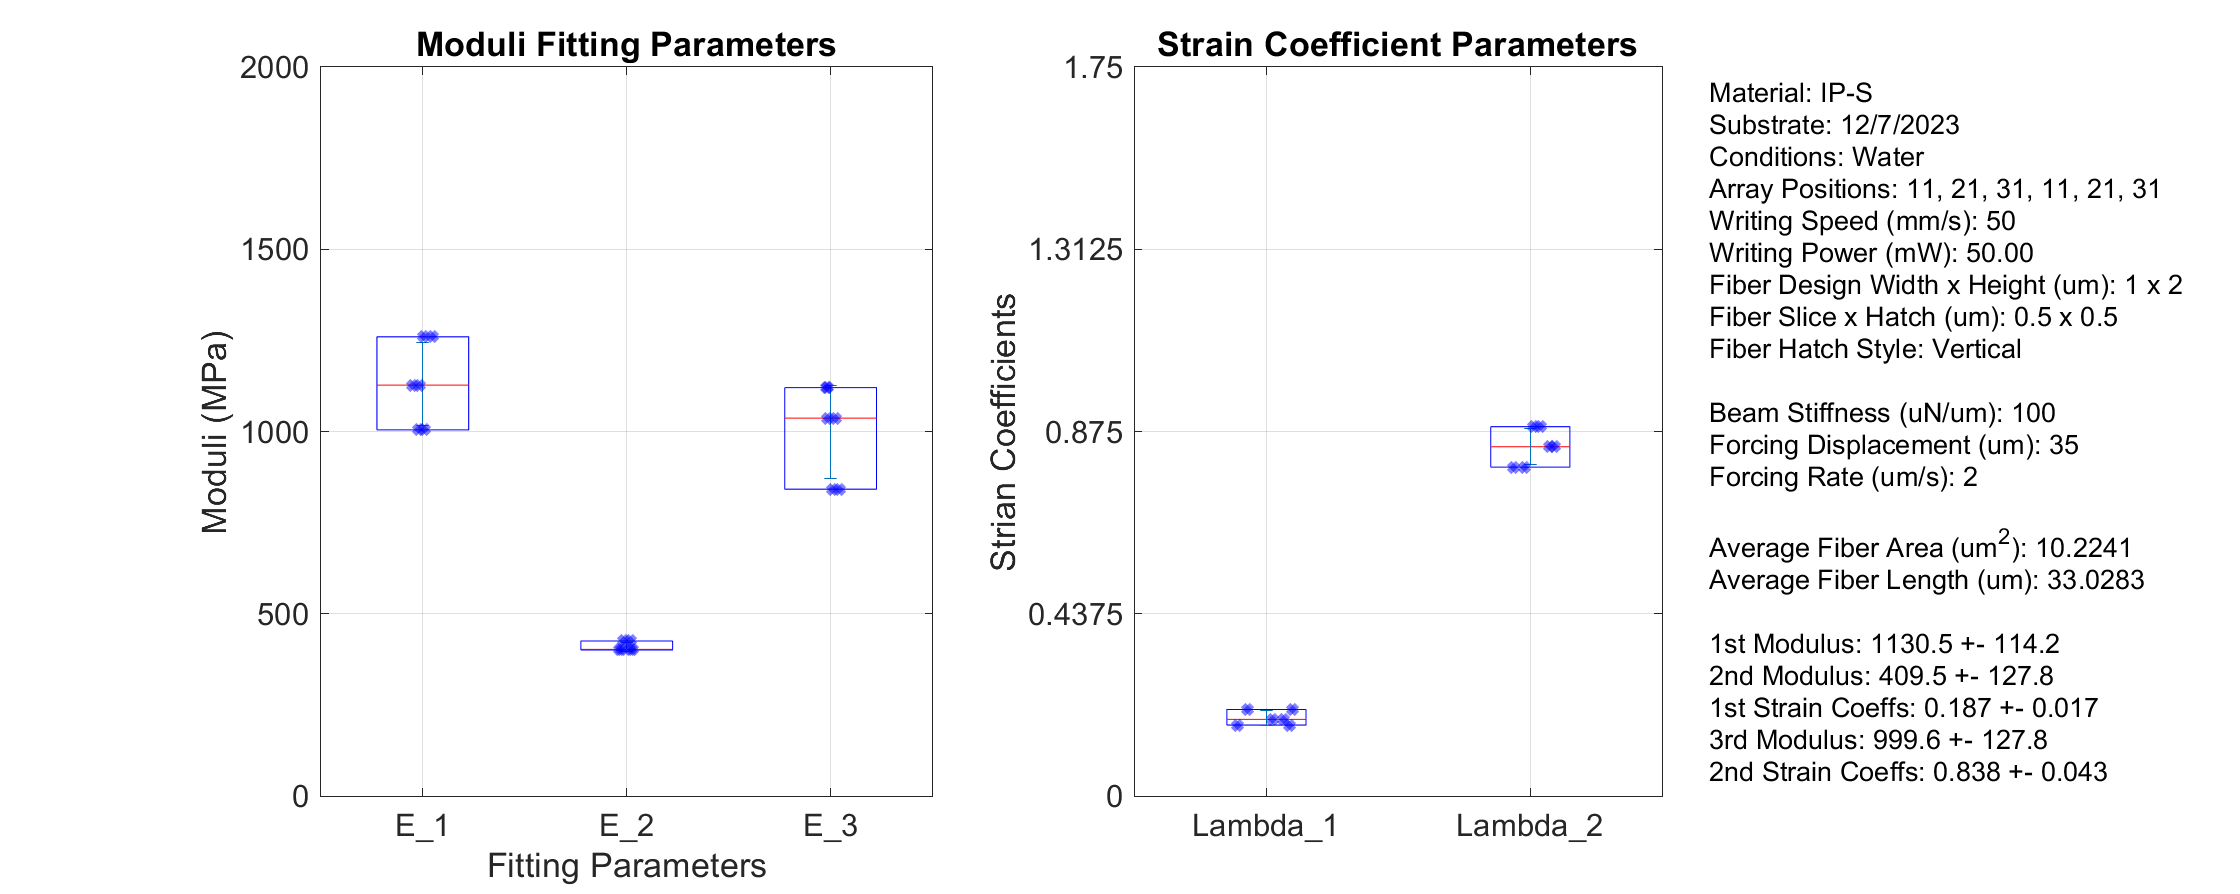 Moduli Fitting Parameters
2000
1500
1000
500
0
Moduli (MPa)
E_1
E_2
E_3
Fitting Parameters
Strain Coefficient Parameters
1.75
1.3125
0.875
0.4375
0
Strian Coefficients
Lambda_1
Lambda_2
Material: IP-S
Substrate: 12/7/2023
Conditions: Water
Array Positions: 11, 21, 31, 11, 21, 31
Writing Speed (mm/s): 50
Writing Power (mW): 50.00
Fiber Design Width x Height (um): 1 x 2
Fiber Slice x Hatch (um): 0.5 x 0.5
Fiber Hatch Style: Vertical
Beam Stiffness (uN/um): 100
Forcing Displacement (um): 35
Forcing Rate (um/s): 2
Average Fiber Area (um²): 10.2241
Average Fiber Length (um): 33.0283
1st Modulus: 1130.5 +- 114.2
2nd Modulus: 409.5 +- 127.8
1st Strain Coeffs: 0.187 +- 0.017
3rd Modulus: 999.6 +- 127.8
2nd Strain Coeffs: 0.838 +- 0.043